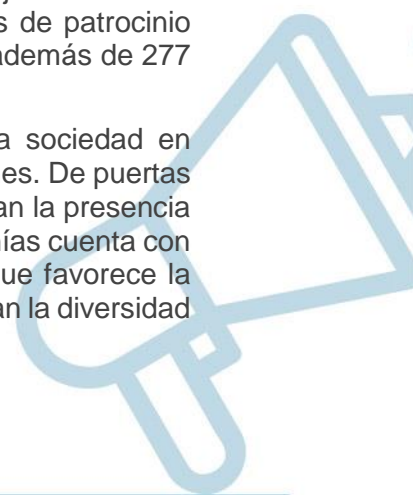 s de patrocinio
además de 277
a sociedad en
es. De puertas
an la presencia
ías cuenta con
ue favorece la
an la diversidad